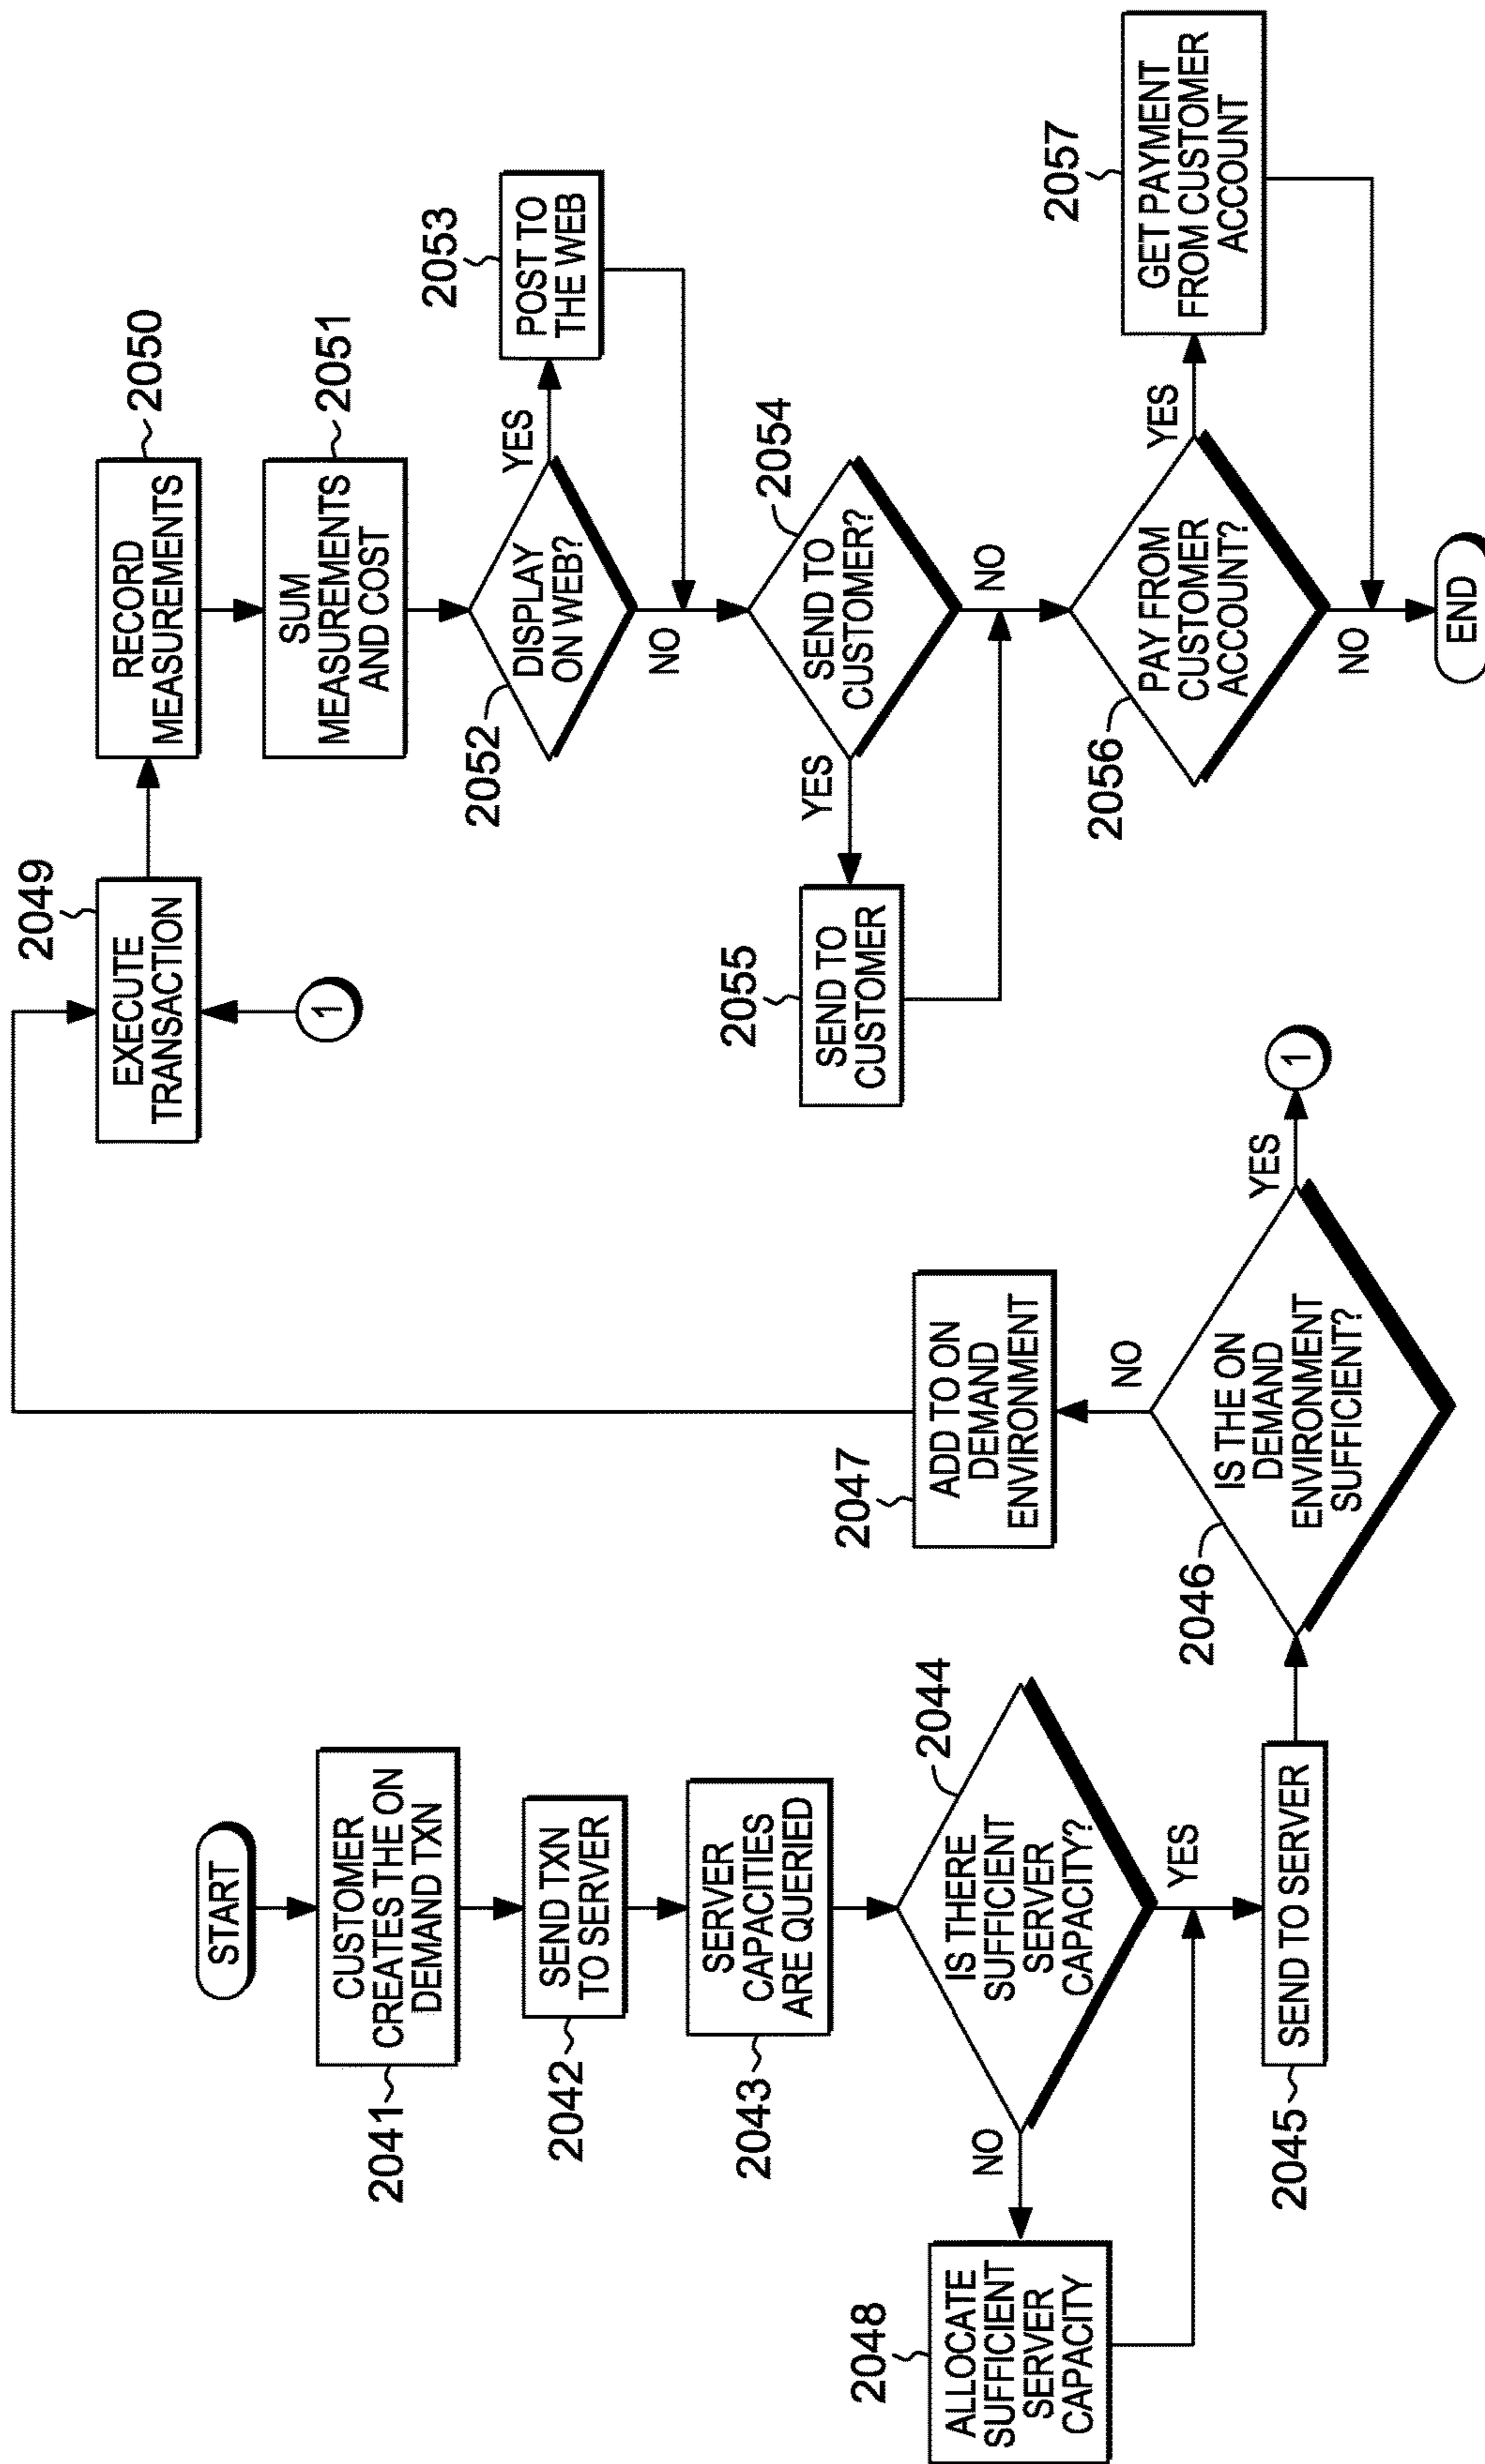 START
CUSTOMER
CREATES THE ON
DEMAND TXN
2041
SEND TXN
TO SERVER
2042
SERVER
CAPACITIES
ARE QUERIED
2043
IS THERE
SUFFICIENT
SERVER
CAPACITY?
2044
NO
YES
ALLOCATE
SUFFICIENT
SERVER
CAPACITY
2048
SEND TO SERVER
2045
IS THE ON
DEMAND
ENVIRONMENT
SUFFICIENT?
2046
NO
YES
1
ADD TO ON
DEMAND
ENVIRONMENT
2047
EXECUTE
TRANSACTION
2049
1
RECORD
MEASUREMENTS
2050
SUM
MEASUREMENTS
AND COST
2051
DISPLAY
ON WEB?
2052
YES
NO
POST TO
THE WEB
2053
SEND TO
CUSTOMER?
2054
YES
NO
SEND TO
CUSTOMER
2055
PAY FROM
CUSTOMER
ACCOUNT?
2056
YES
NO
GET PAYMENT
FROM CUSTOMER
ACCOUNT
2057
END